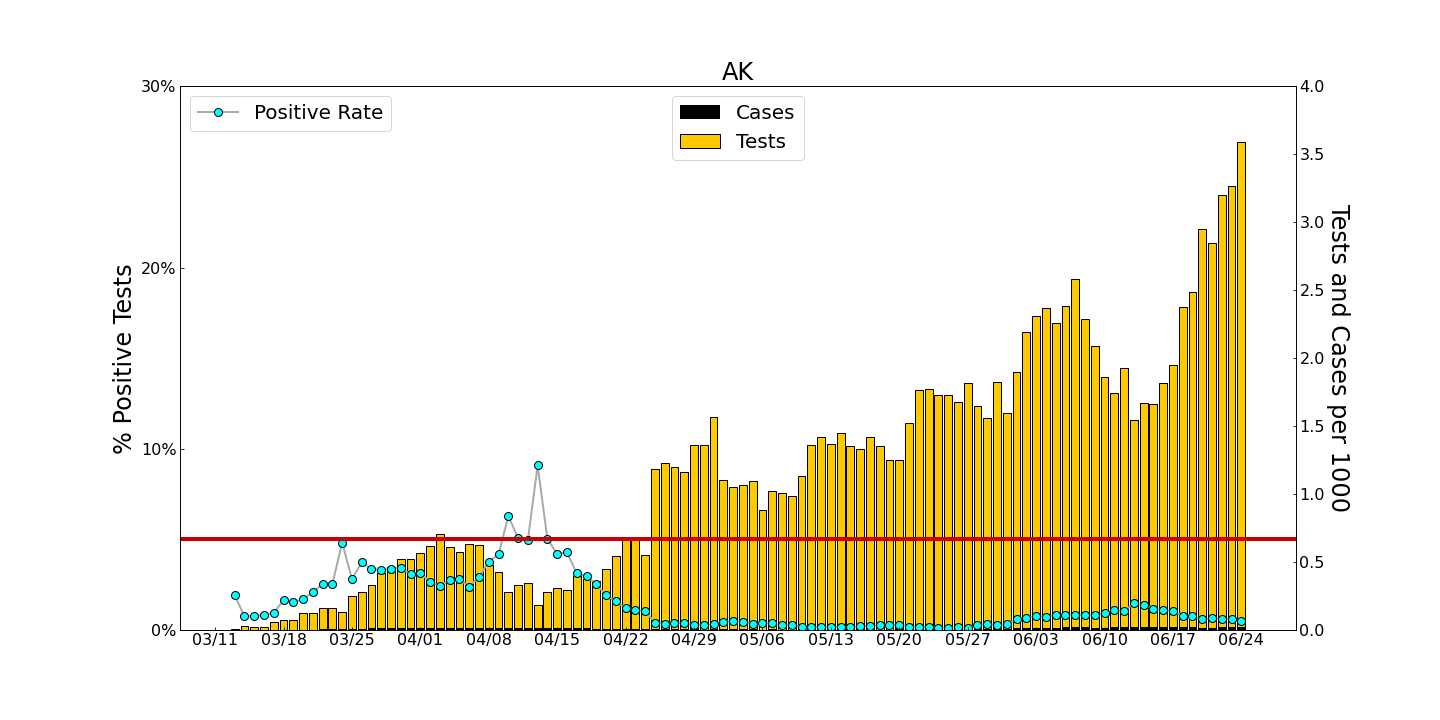 AK
30%
20%
10%
0%
% Positive Tests
Positive Rate
Cases
Tests
4.0
3.5
3.0
2.5
2.0
1.5
1.0
0.5
0.0
Tests and Cases per 1000
03/11 03/18 03/25 04/01 04/08 04/15 04/22 04/29 05/06 05/13 05/20 05/27 06/03 06/10 06/17 06/24